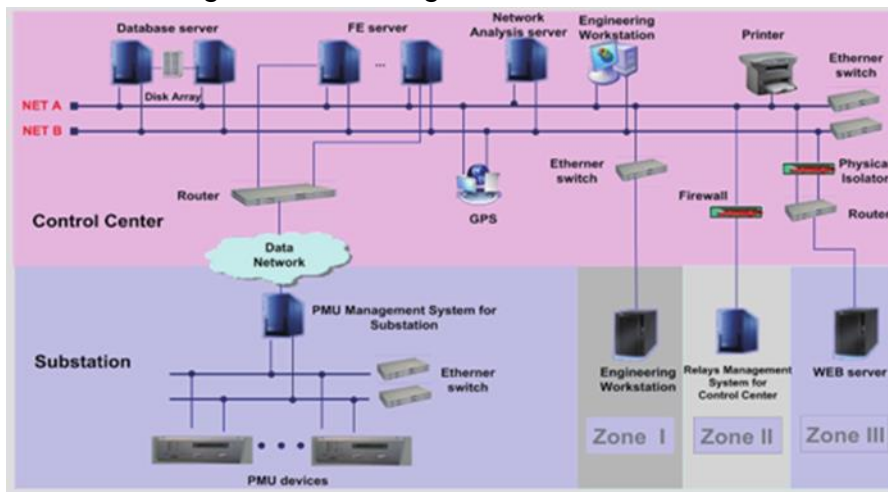 Database server
FE server
Network
Analysis server
Engineering
Workstation
Printer
Etherner
switch
Disk Array
NET A
NET B
...
Router
GPS
Etherner
switch
Firewall
Physical
Isolator
Router
Control Center
Data
Network
PMU Management System for
Substation
Substation
Etherner
switch
PMU devices
Engineering
Workstation
Relays Management
System for
Control Center
WEB server
Zone I
Zone II
Zone III